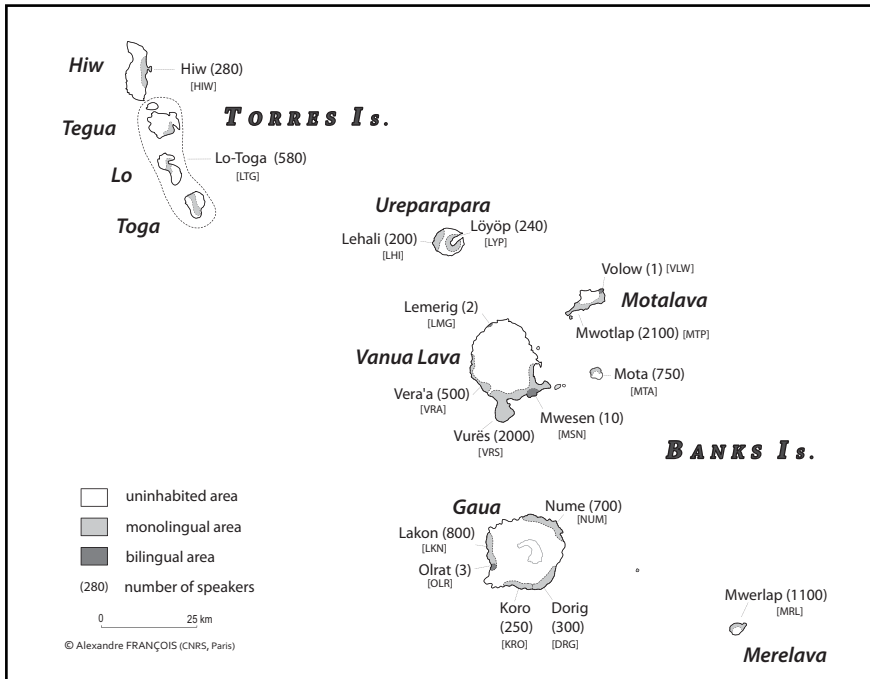 Hiw
Hiw (280)
[HIW]
TORRES Is.
Tegua
Lo-Toga (580)
[LTG]
Lo
Toga
Ureparapara
Löyöp (240)
[LYP]
Lehali (200)
[LHI]
Volow (1) [VLW]
Motalava
Lemerig (2)
[LMG]
Mwotlap (2100) [MTP]
Vanua Lava
Mota (750)
[MTA]
Vera'a (500)
[VRA]
Mwesen (10)
[MSN]
Vurës (2000)
[VRS]
BANKS Is.
Gaua
Nume (700)
[NUM]
Lakon (800)
[LKN]
Olrat (3)
[OLR]
Koro
(250)
[KRO]
Dorig
(300)
[DRG]
Mwerlap (1100)
[MRL]
Merelava
uninhabited area
monolingual area
bilingual area
(280) number of speakers
0 25 km
© Alexandre FRANÇOIS (CNRS, Paris)